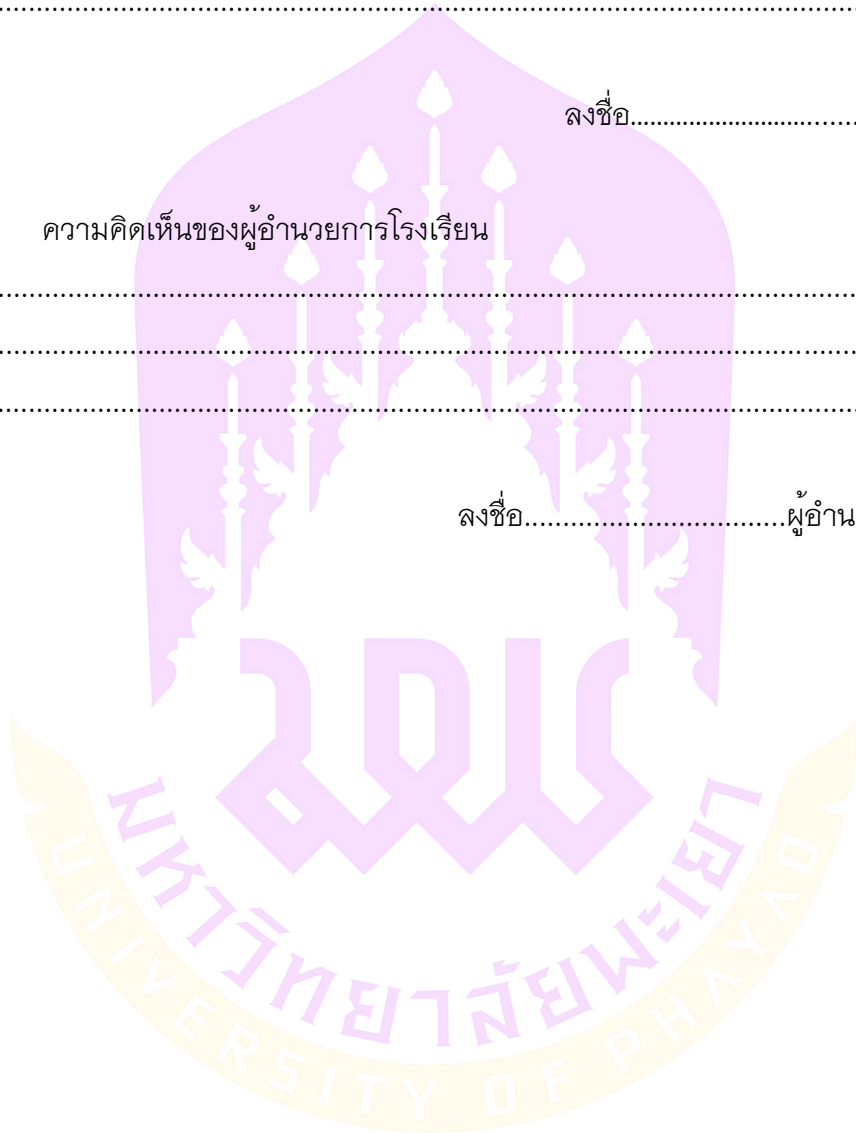 ................................................................................................................
ลงชื่อ..................................
ความคิดเห็นของผู้อำนวยการโรงเรียน
................................................................................................................
................................................................................................................
................................................................................................................
ลงชื่อ..................................ผู้อำน
มหาวิทยาลัยพะเยา
UNIVERSITY OF PHAYAO